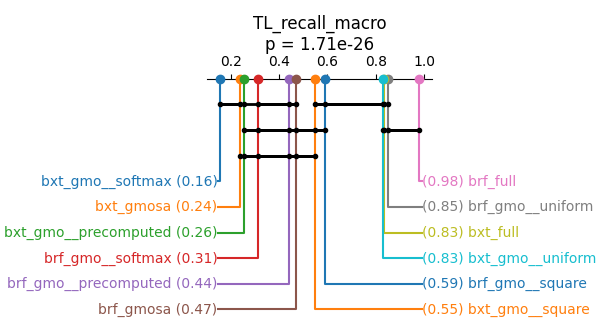 TL_recall_macro
p = 1.71e-26
0.2 0.4 0.6 0.8 1.0
bxt_gmo__softmax (0.16) (0.98) brf_full
bxt_gmosa (0.24) (0.85) brf_gmo__uniform
bxt_gmo__precomputed (0.26) (0.83) bxt_full
brf_gmo__softmax (0.31) (0.83) bxt_gmo__uniform
brf_gmo__precomputed (0.44) (0.59) brf_gmo__square
brf_gmosa (0.47) (0.55) bxt_gmo__square